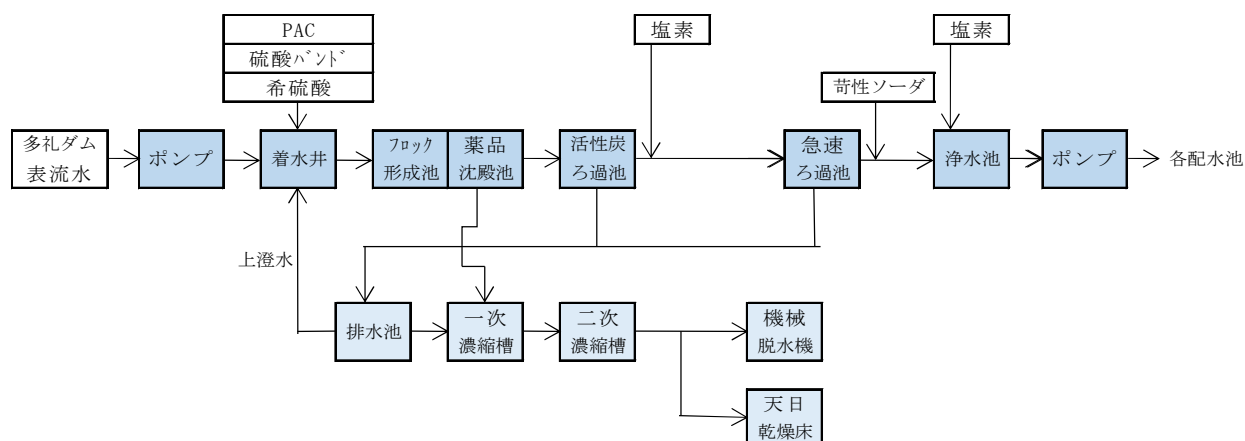 PAC
硫酸ﾊﾞﾝﾄﾞ
希硫酸
塩素
塩素
苛性ソーダ
多礼ダム
表流水
ポンプ
着水井
ﾌﾛｯｸ
形成池
薬品
沈殿池
活性炭
ろ過池
急速
ろ過池
浄水池
ポンプ
各配水池
上澄水
排水池
一次
濃縮槽
二次
濃縮槽
機械
脱水機
天日
乾燥床